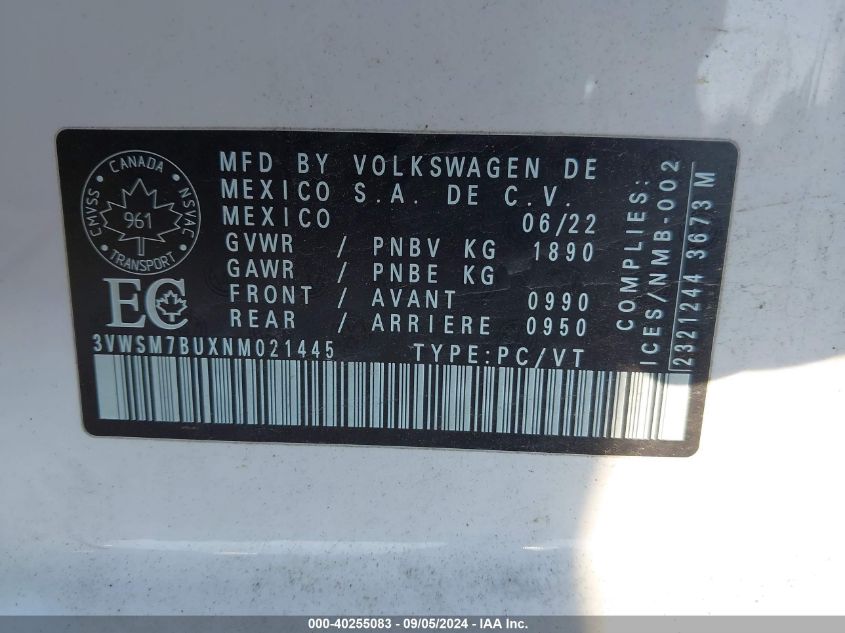 CANADA
CMVSS
NSVAC
961
TRANSPORT
EC
MFD BY VOLKSWAGEN DE
MEXICO S.A. DE C.V.
MEXICO 06/22
GVWR / PNBV KG 1890
GAWR / PNBE KG
FRONT / AVANT 0990
REAR / ARRIERE 0950
3VWSM7BUXNM021445 TYPE:PC/VT
COMPLIES:
ICES/NMB-002
2321244 3673M
000-40255083 - 09/05/2024 - IAA Inc.